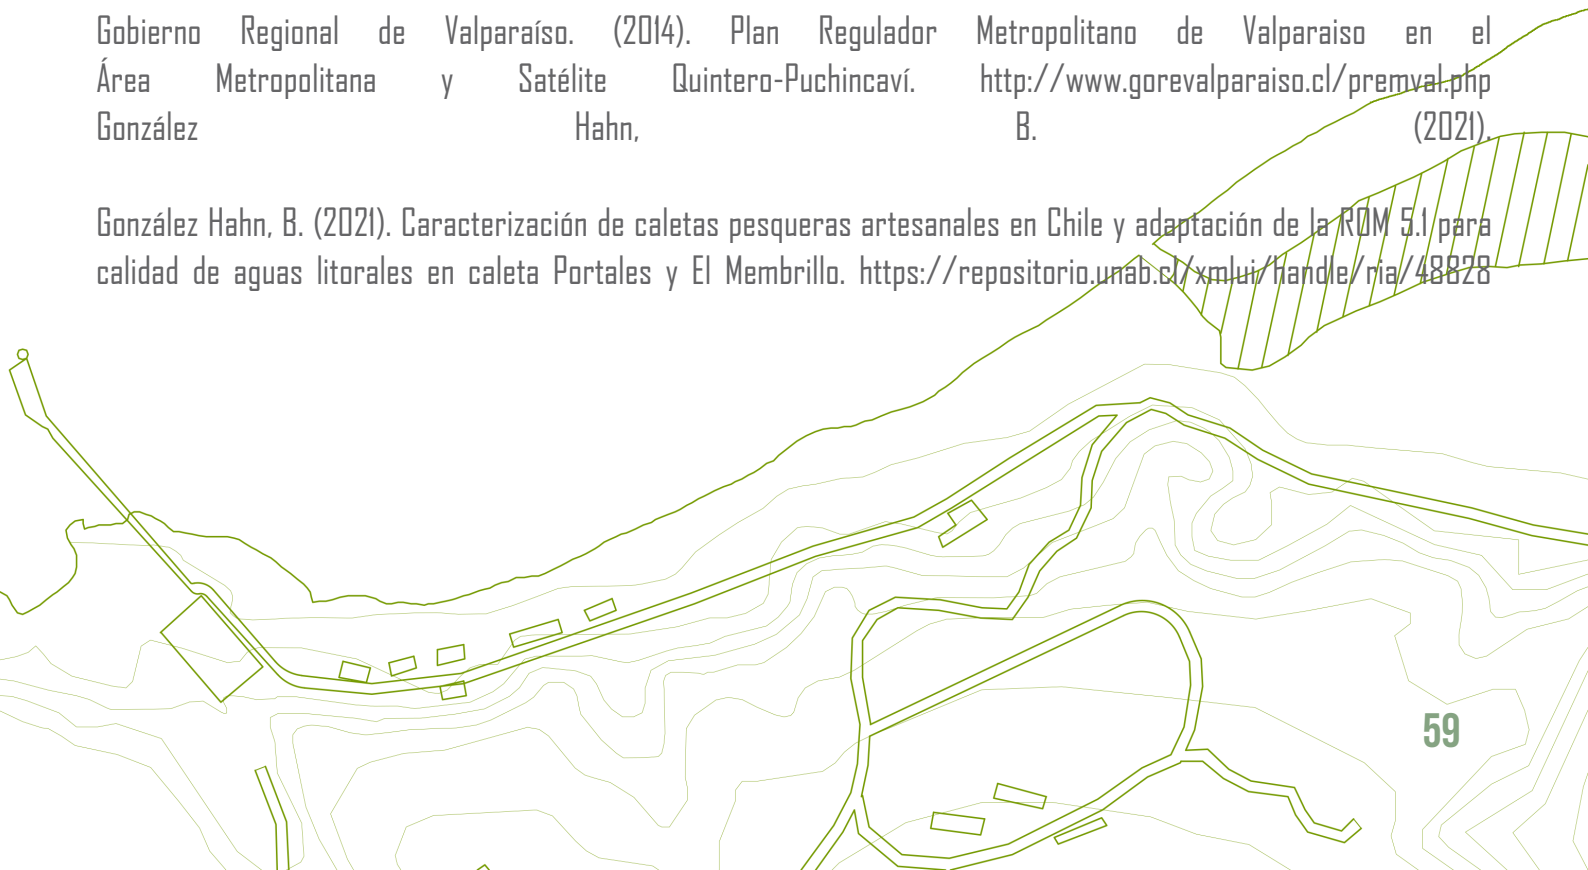 Gobierno Regional de Valparaíso. (2014). Plan Regulador Metropolitano de Valparaiso en el
Área Metropolitana y Satélite Quintero-Puchincaví. http://www.gorevalparaiso.cl/premval.php
González Hahn, B. (2021).
González Hahn, B. (2021). Caracterización de caletas pesqueras artesanales en Chile y adaptación de la ROM 5.1 para
calidad de aguas litorales en caleta Portales y El Membrillo. https://repositorio.unab.cl/xmlui/handle/ria/48828
59